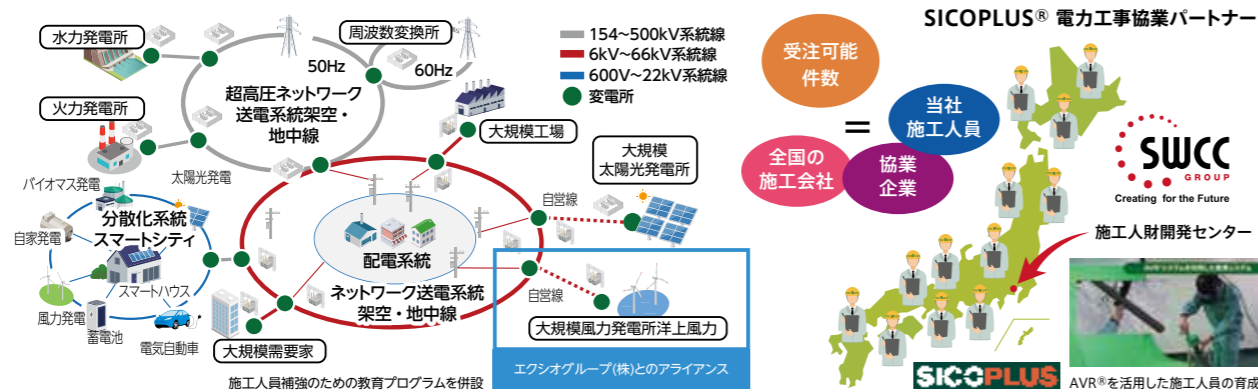 水力発電所
周波数変換所
50Hz
60Hz
154~500kV系統線
6kV~66kV系統線
600V~22kV系統線
変電所
超高圧ネットワーク
送電系統架空・
地中線
火力発電所
大規模工場
大規模
太陽光発電所
バイオマス発電
太陽光発電
分散化系統
スマートシティ
自家発電
スマートハウス
風力発電
蓄電池
電気自動車
配電系統
自営線
ネットワーク送電系統
架空・地中線
自営線
大規模需要家
大規模風力発電所洋上風力
エクシオグループ(株)とのアライアンス
施工人員補強のための教育プログラムを併設
SICOPLUS® 電力工事協業パートナー
受注可能
件数
=
当社
施工人員
全国の
施工会社
協業
企業
SWCC
GROUP
Creating for the Future
施工人財開発センター
SICOPLUS
AVR®を活用した施工人員の育成